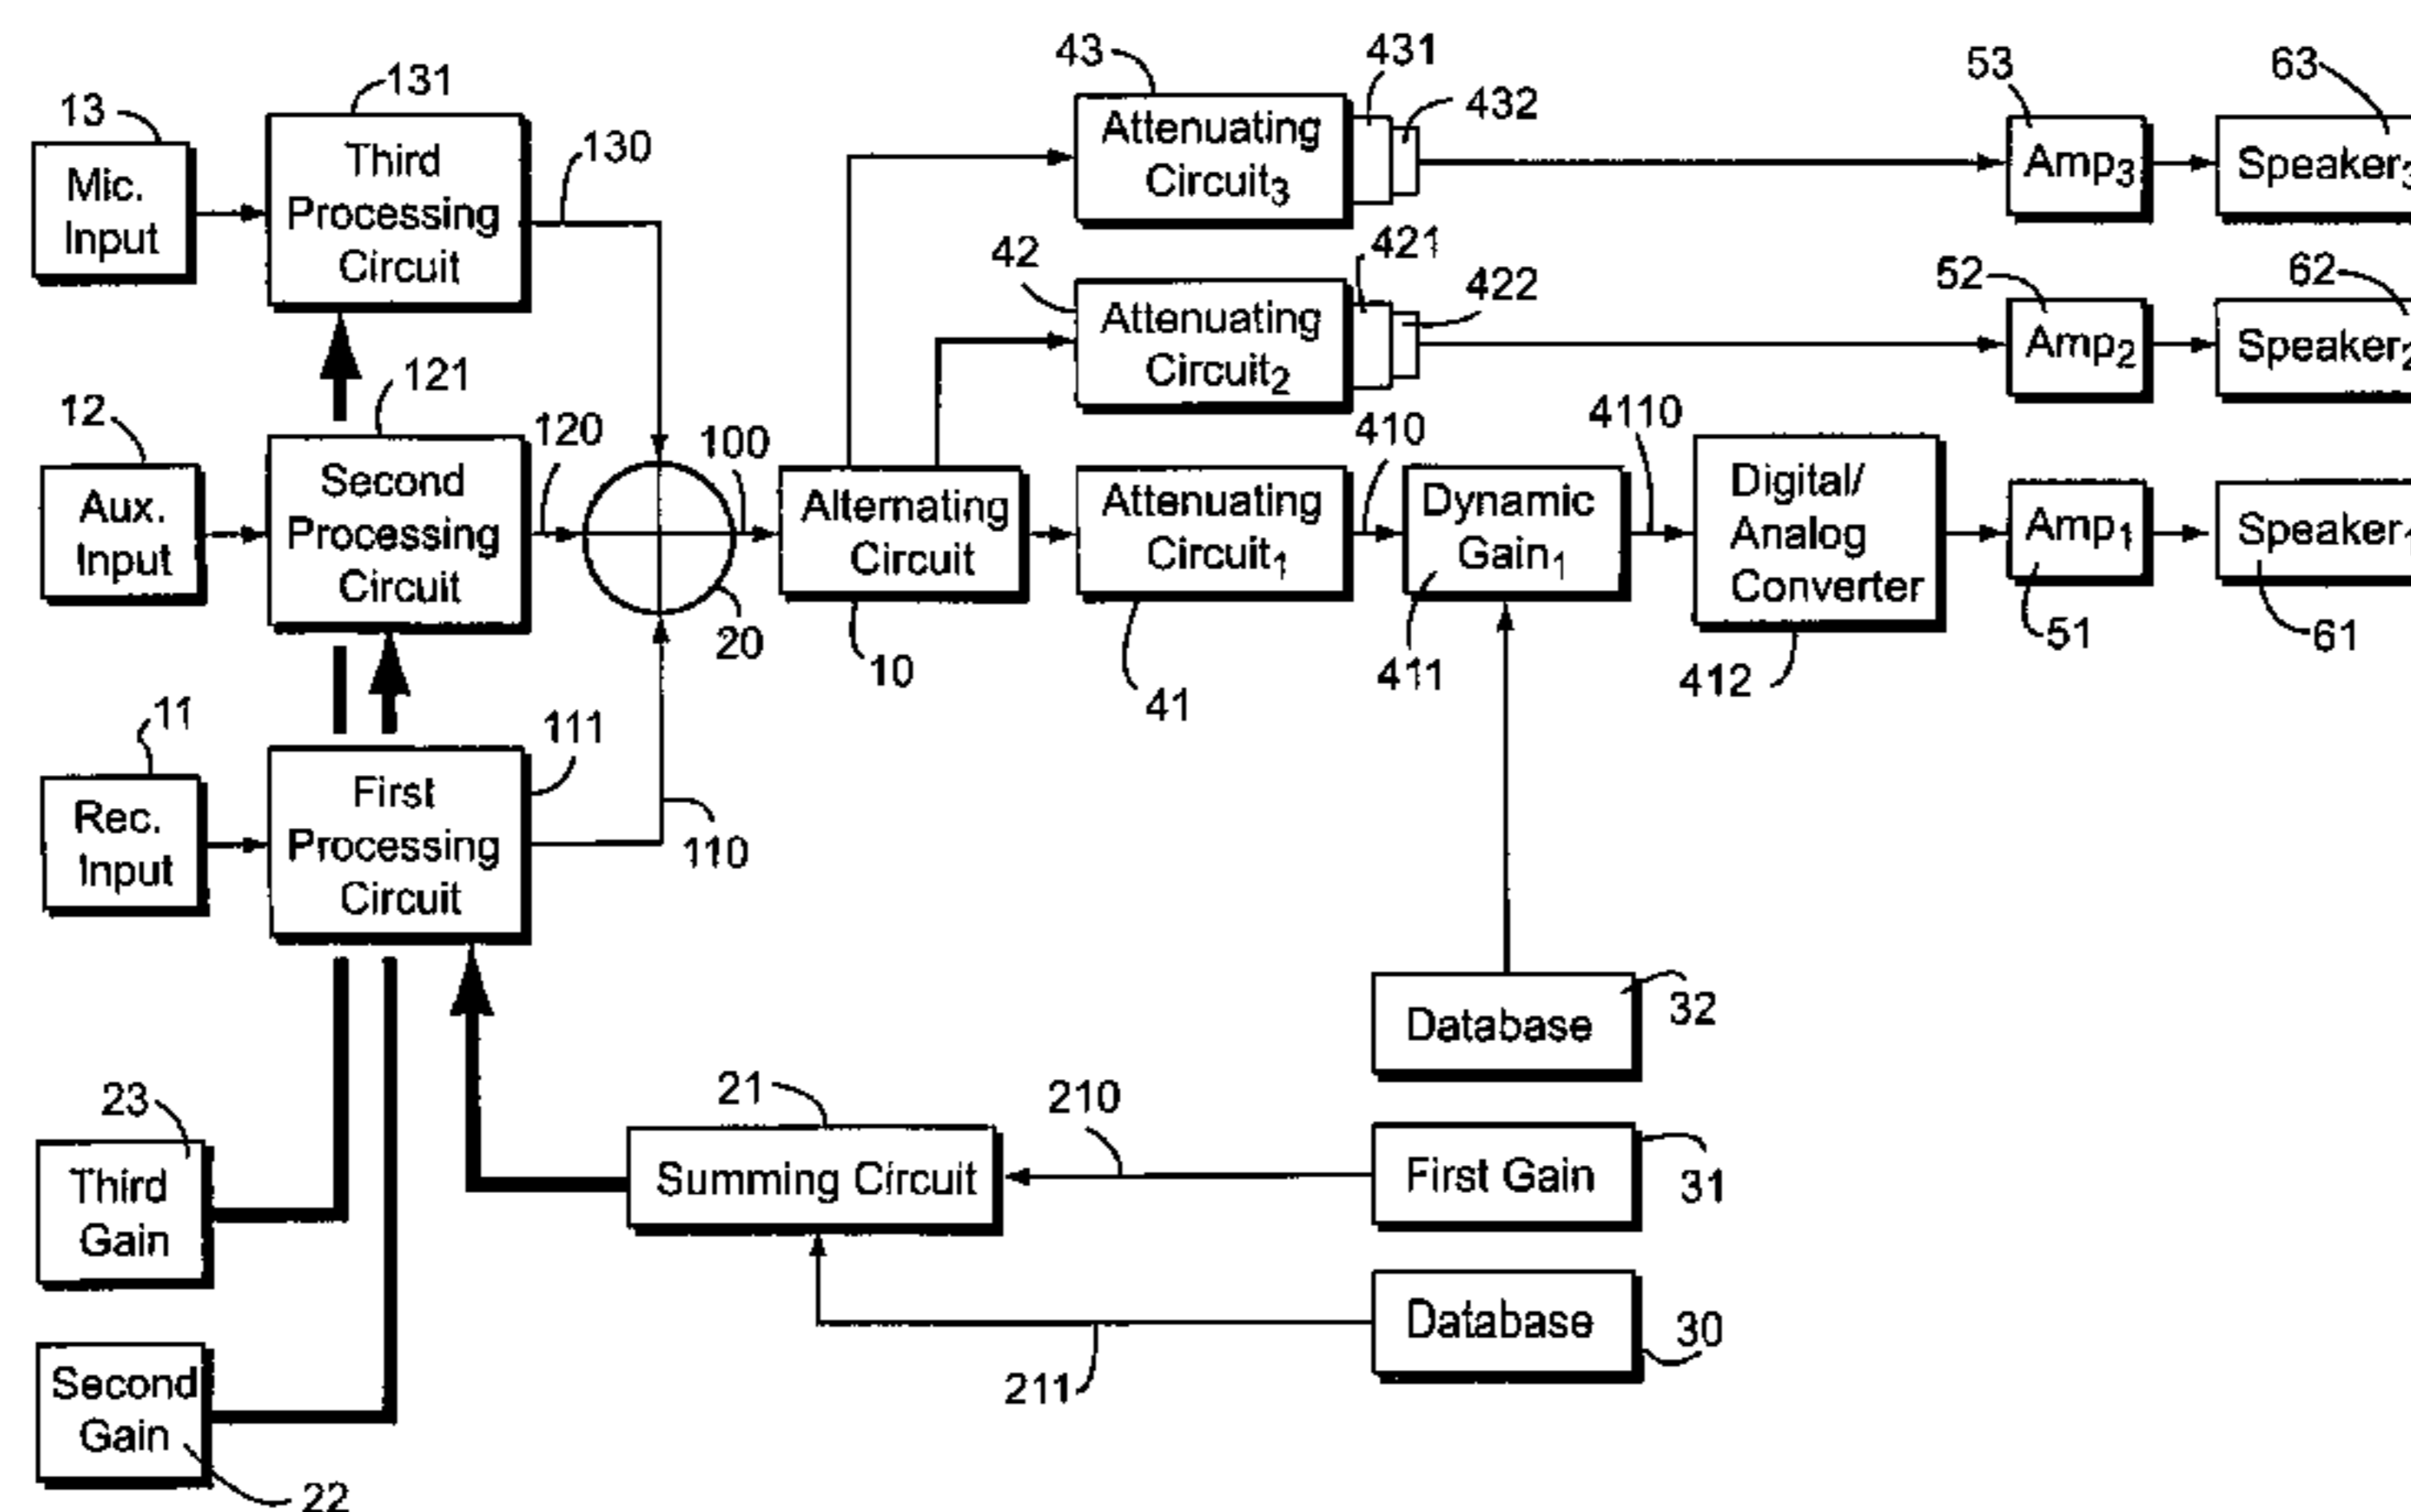 43
431
53
63
131
432
13
Attenuating
Circuit3
Amp3
Speaker3
Third
Processing
Circuit
130
Mic.
Input
42
421
422
52
62
Attenuating
Circuit2
Amp2
Speaker2
121
12
120
100
410
4110
Second
Processing
Circuit
Aux.
Input
Alternating
Circuit
Attenuating
Circuit1
Dynamic
Gain1
Digital/
Analog
Converter
Amp1
Speaker1
20
10
41
411
412
51
61
11
111
First
Processing
Circuit
Rec.
Input
110
Database
32
23
21
210
Third
Gain
Summing Circuit
First Gain
31
Database
30
211
Second
Gain
22